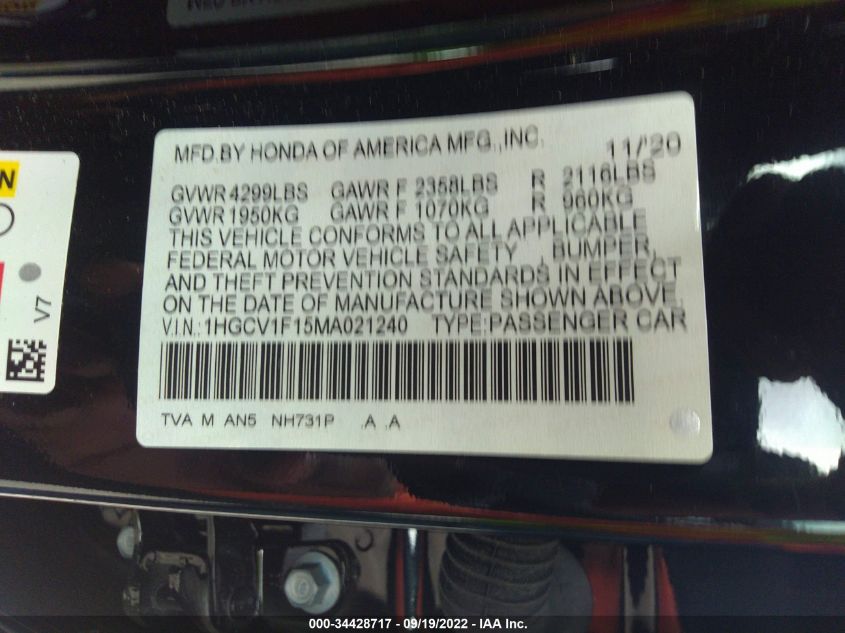 MFD.BY HONDA OF AMERICA MFG.,INC. 11/'20
GVWR 4299LBS GAWR F 2358LBS R 2116LBS
GVWR 1950KG GAWR F 1070KG R 960KG
THIS VEHICLE CONFORMS TO ALL APPLICABLE
FEDERAL MOTOR VEHICLE SAFETY , BUMPER,
AND THEFT PREVENTION STANDARDS IN EFFECT
ON THE DATE OF MANUFACTURE SHOWN ABOVE.
V.I.N.:1HGCV1F15MA021240 TYPE:PASSENGER CAR
TVA M AN5 NH731P .A .A
N
V7
000-34428717 - 09/19/2022 - IAA Inc.